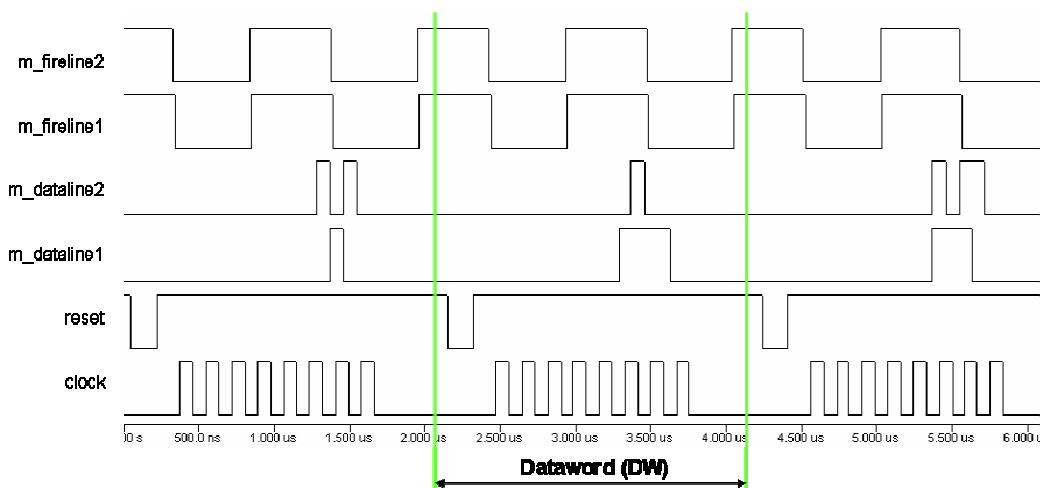 m_fireline2
m_fireline1
m_dataline2
m_dataline1
reset
clock
00 s 500.0 ns 1.000 us 1.500 us 2.000 us 2.500 us 3.000 us 3.500 us 4.000 us 4.500 us 5.000 us 5.500 us 6.000 u
Dataword (DW)